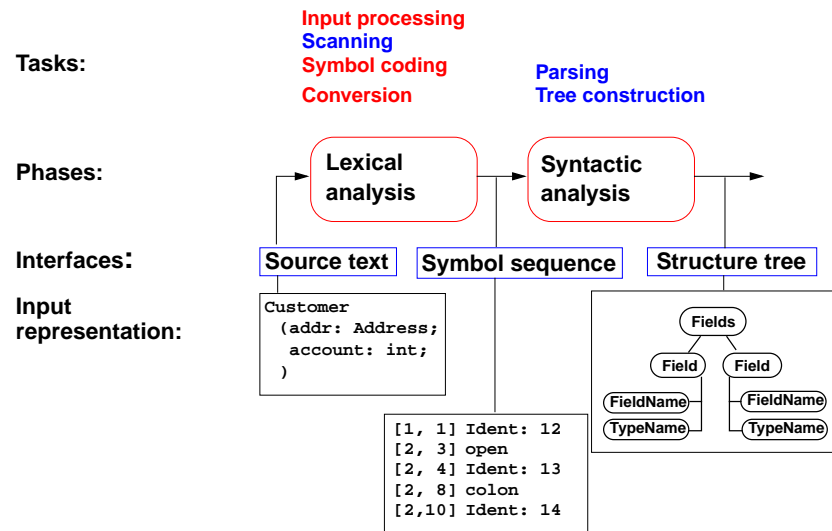 Tasks:
Input processing
Scanning
Symbol coding
Conversion
Parsing
Tree construction
Phases:
Lexical
analysis
Syntactic
analysis
Interfaces:
Source text
Symbol sequence
Structure tree
Input
representation:
Customer
(addr: Address;
account: int;
)
[1, 1] Ident: 12
[2, 3] open
[2, 4] Ident: 13
[2, 8] colon
[2,10] Ident: 14
Fields
Field
Field
FieldName
FieldName
TypeName
TypeName